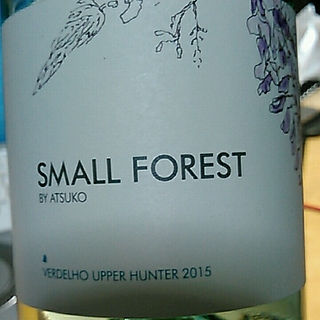 SMALL FOREST
BY ATSUKO
VERDELHO UPPER HUNTER 2015